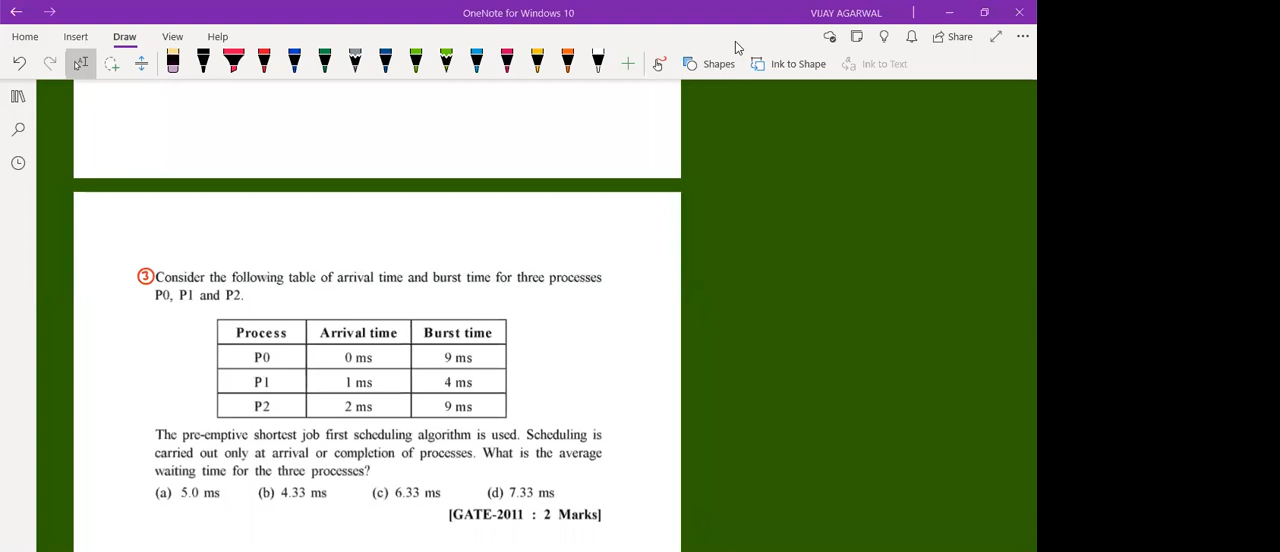 OneNote for Windows 10
VIJAY AGARWAL
Home Insert Draw View Help
Share
Shapes Ink to Shape Ink to Text
3 Consider the following table of arrival time and burst time for three processes
P0, P1 and P2.
Process Arrival time Burst time
P0 0 ms 9 ms
P1 1 ms 4 ms
P2 2 ms 9 ms
The pre-emptive shortest job first scheduling algorithm is used. Scheduling is
carried out only at arrival or completion of processes. What is the average
waiting time for the three processes?
(a) 5.0 ms (b) 4.33 ms (c) 6.33 ms (d) 7.33 ms
[GATE-2011 : 2 Marks]